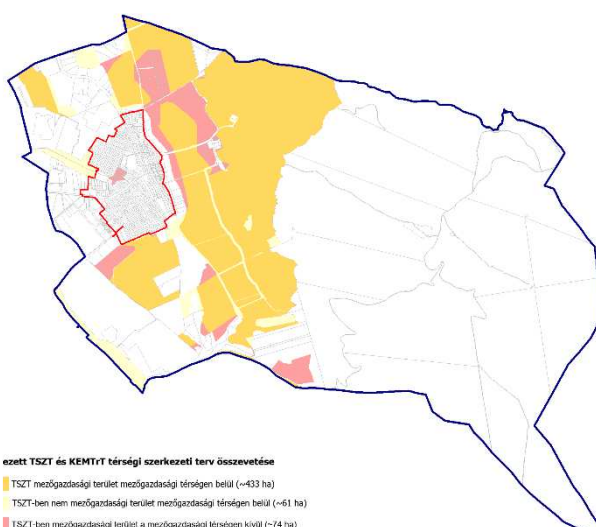 ezett TSZT és KEMTrT térségi szerkezeti terv összevetése
TSZT mezőgazdasági terület mezőgazdasági térségen belül (~433 ha)
TSZT-ben nem mezőgazdasági terület mezőgazdasági térségen belül (~61 ha)
TSZT-ben mezőgazdasági terület a mezőgazdasági térségen kívül (~74 ha)